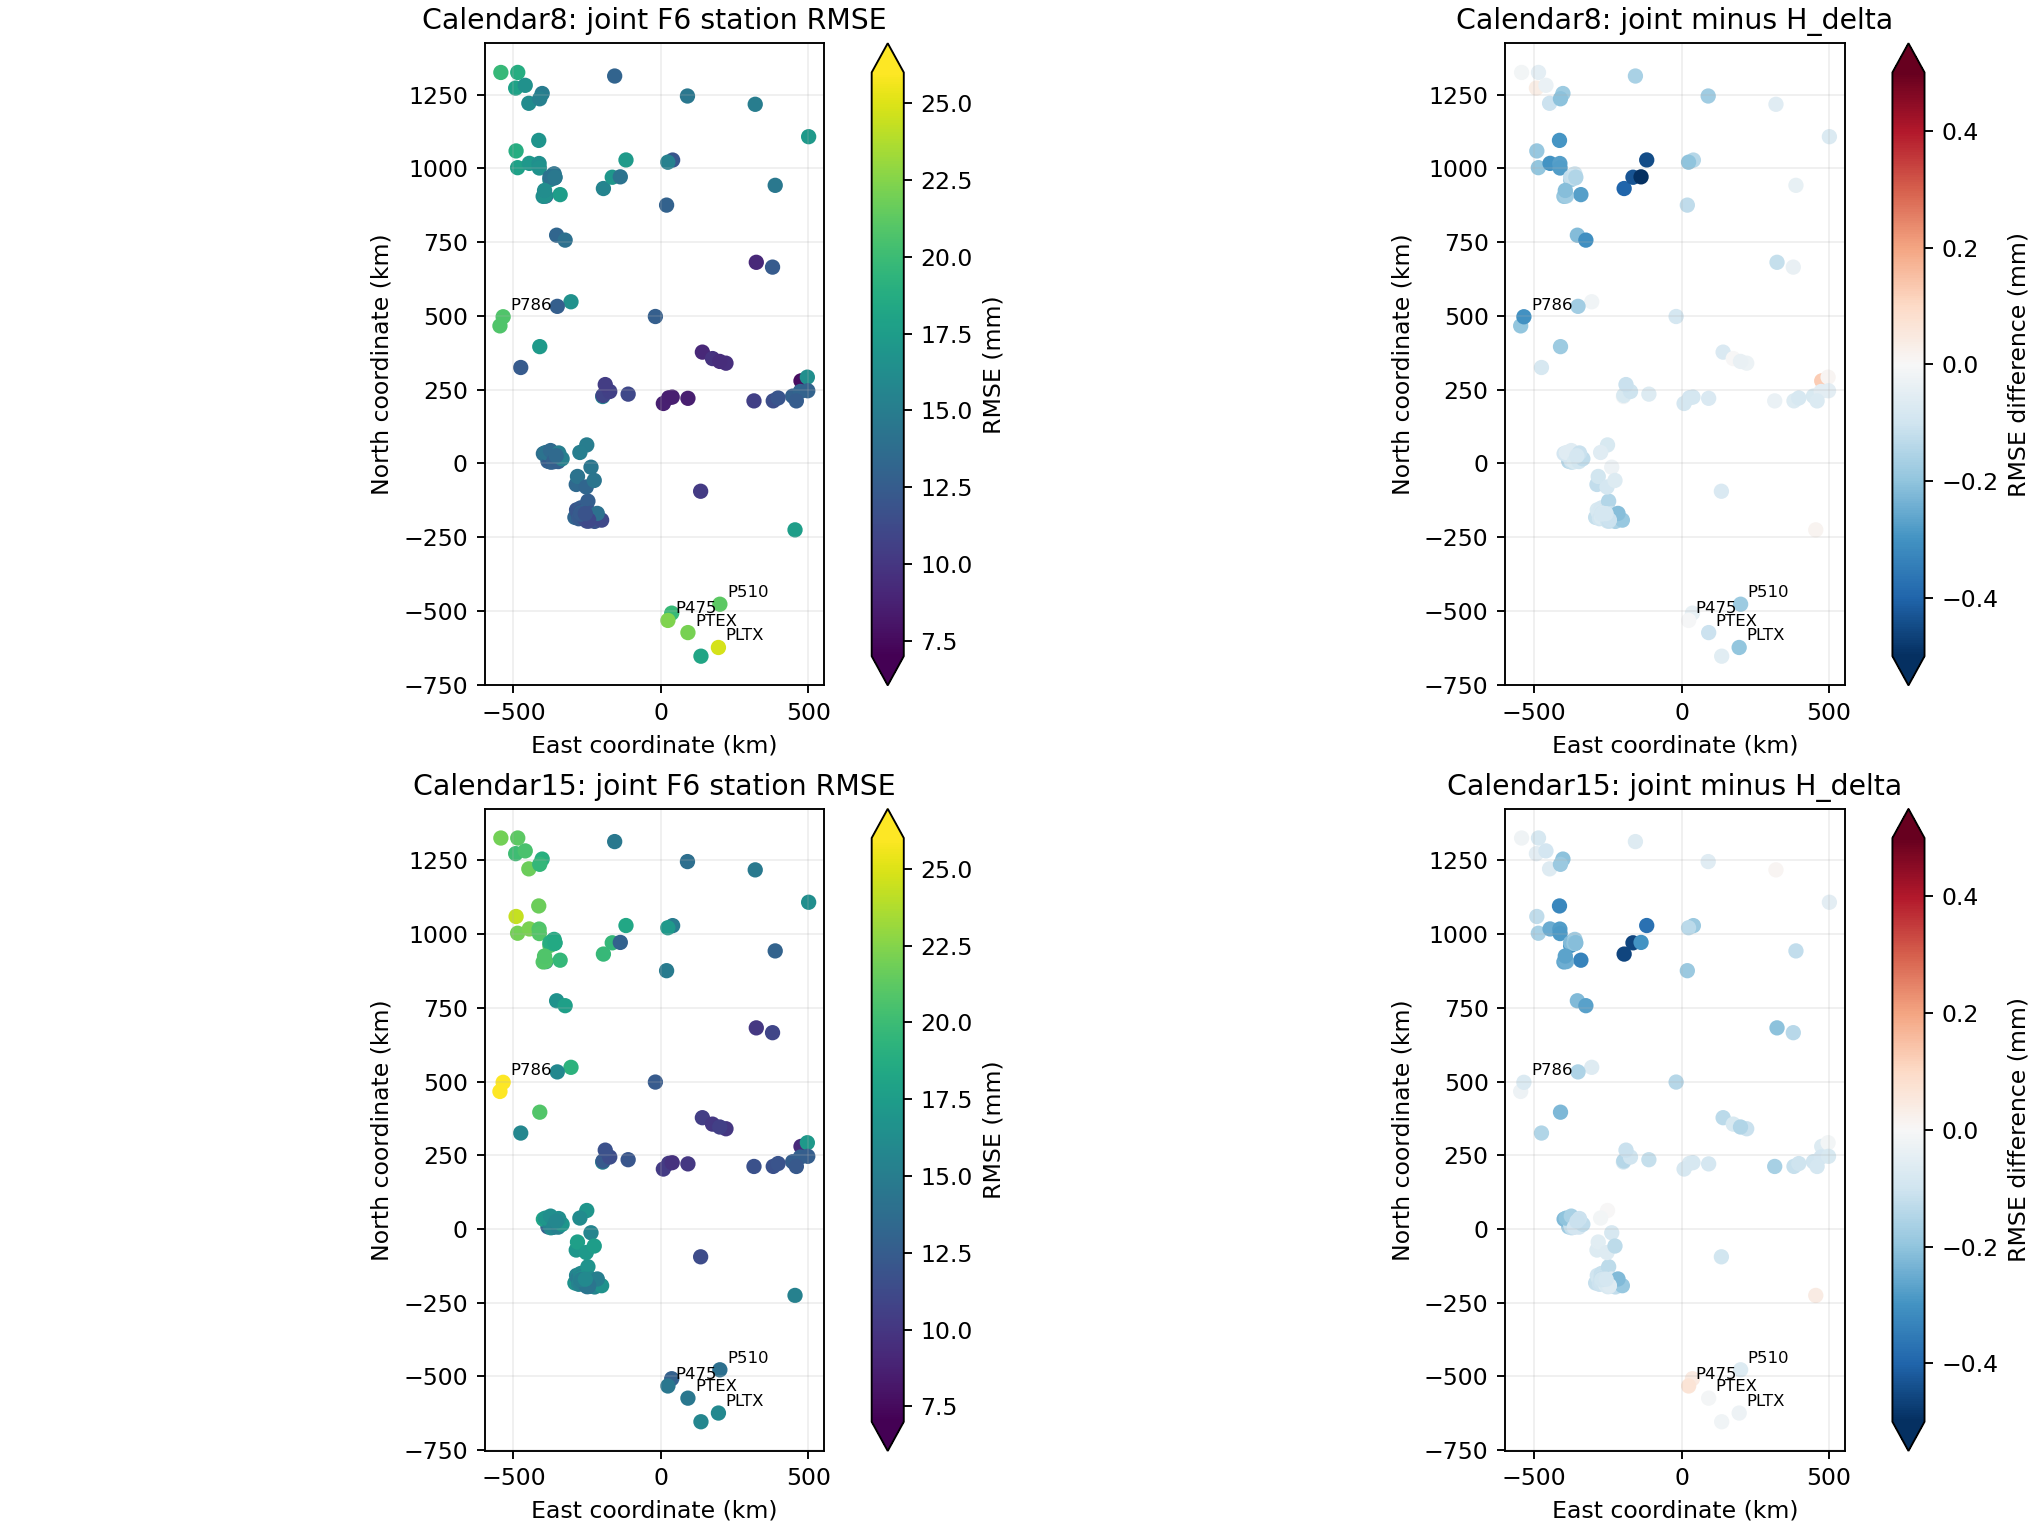 Calendar8: joint F6 station RMSE
1250
1000
750
500
250
0
−250
−500
−750
−500
0
500
North coordinate (km)
East coordinate (km)
P786
P510
P475
PTEX
PLTX
25.0
22.5
20.0
17.5
15.0
12.5
10.0
7.5
RMSE (mm)
Calendar8: joint minus H_delta
1250
1000
750
500
250
0
−250
−500
−750
−500
0
500
North coordinate (km)
East coordinate (km)
P786
P510
P475
PTEX
PLTX
0.4
0.2
0.0
−0.2
−0.4
RMSE difference (mm)
Calendar15: joint F6 station RMSE
1250
1000
750
500
250
0
−250
−500
−750
−500
0
500
North coordinate (km)
East coordinate (km)
P786
P510
P475
PTEX
PLTX
25.0
22.5
20.0
17.5
15.0
12.5
10.0
7.5
RMSE (mm)
Calendar15: joint minus H_delta
1250
1000
750
500
250
0
−250
−500
−750
−500
0
500
North coordinate (km)
East coordinate (km)
P786
P510
P475
PTEX
PLTX
0.4
0.2
0.0
−0.2
−0.4
RMSE difference (mm)